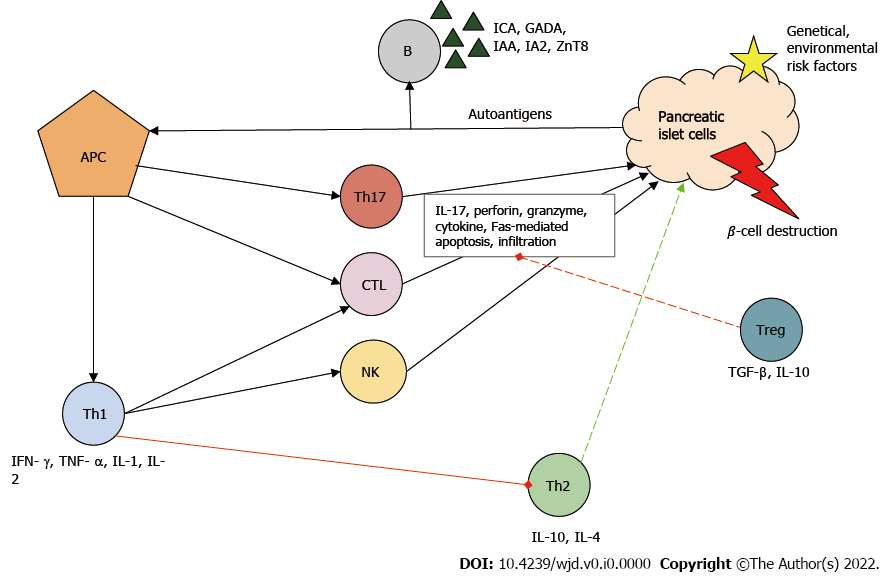 ICA, GADA,
IAA, IA2, ZnT8
B
Genetical,
environmental
risk factors
Autoantigens
Pancreatic
islet cells
APC
Th17
IL-17, perforin, granzyme,
cytokine, Fas-mediated
apoptosis, infiltration
β-cell destruction
CTL
Treg
TGF-β, IL-10
NK
Th1
IFN- γ, TNF- α, IL-1, IL-
2
Th2
IL-10, IL-4
DOI: 10.4239/wjd.v0.i0.0000 Copyright ©The Author(s) 2022.